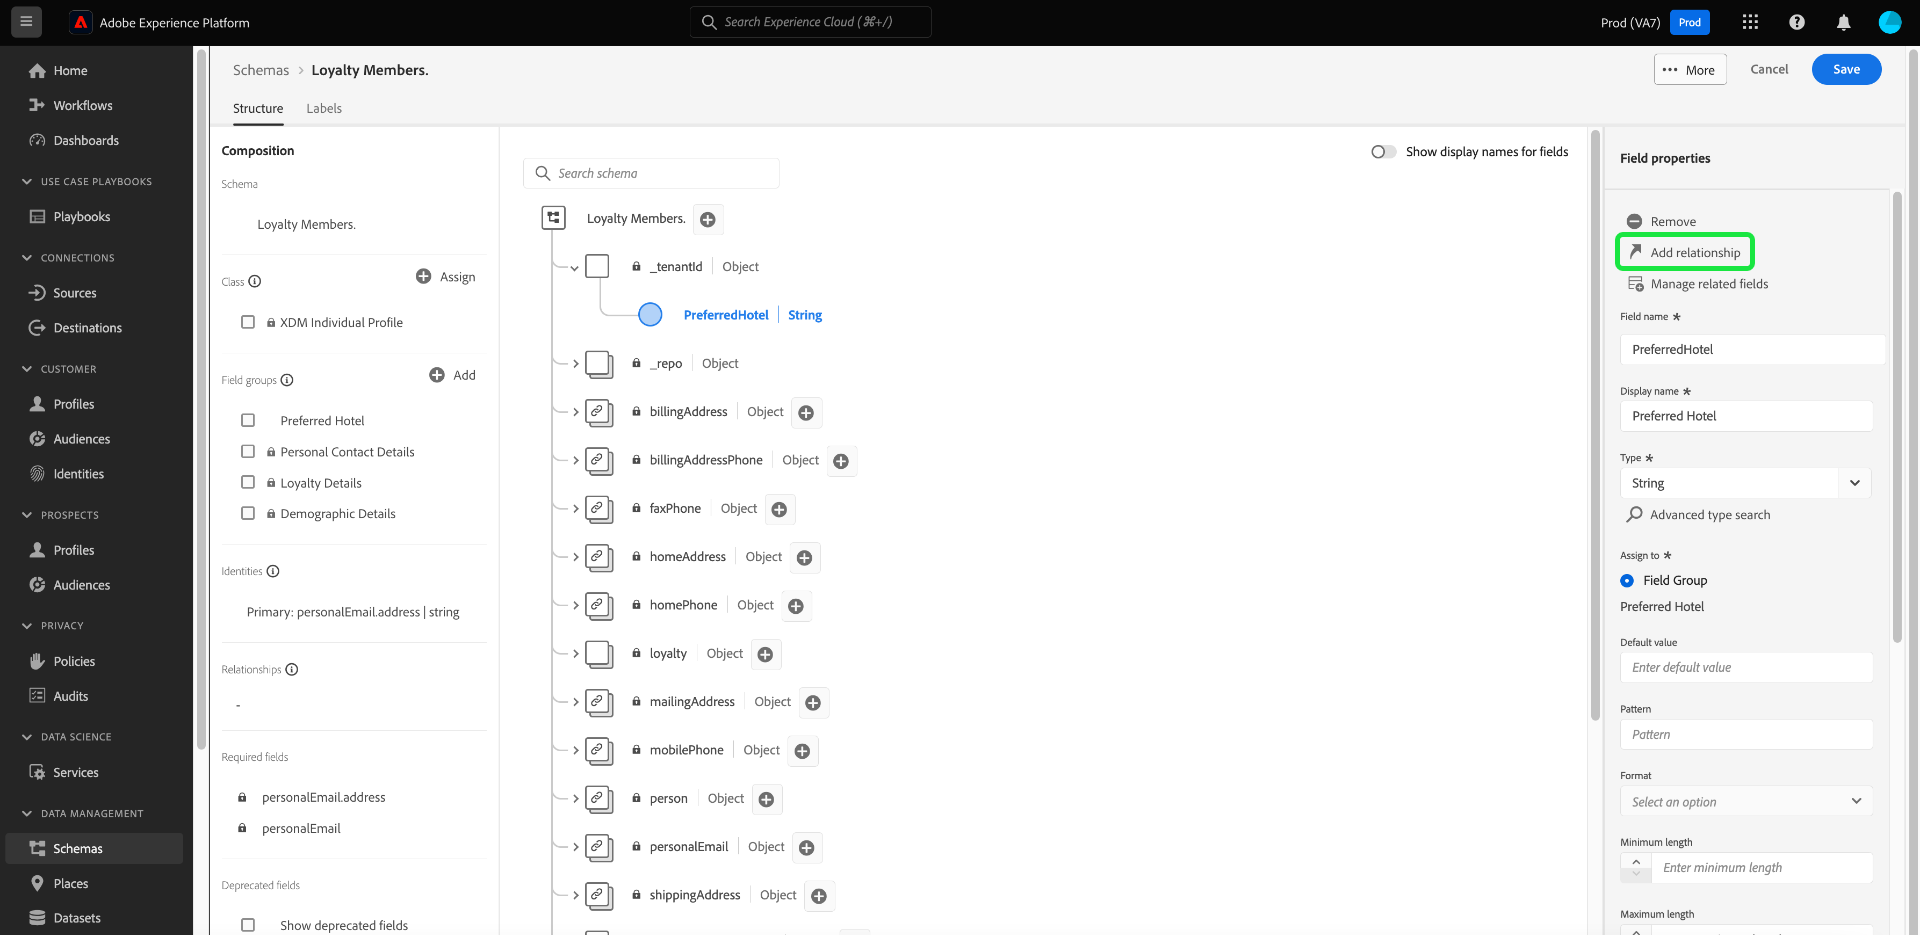 Adobe Experience Platform
Search Experience Cloud (⌘+/)
Prod (VA7)
Prod
Home
Workflows
Dashboards
USE CASE PLAYBOOKS
Playbooks
CONNECTIONS
Sources
Destinations
CUSTOMER
Profiles
Audiences
Identities
PROSPECTS
Profiles
Audiences
PRIVACY
Policies
Audits
DATA SCIENCE
Services
DATA MANAGEMENT
Schemas
Places
Datasets
Schemas > Loyalty Members.
••• More
Cancel
Save
Structure
Labels
Composition
Schema
Loyalty Members.
Class
Assign
XDM Individual Profile
Field groups
Add
Preferred Hotel
Personal Contact Details
Loyalty Details
Demographic Details
Identities
Primary: personalEmail.address | string
Relationships
-
Required fields
personalEmail.address
personalEmail
Deprecated fields
Show deprecated fields
Search schema
Show display names for fields
Loyalty Members.
_tenantId | Object
PreferredHotel | String
_repo | Object
billingAddress | Object
billingAddressPhone | Object
faxPhone | Object
homeAddress | Object
homePhone | Object
loyalty | Object
mailingAddress | Object
mobilePhone | Object
person | Object
personalEmail | Object
shippingAddress | Object
Field properties
Remove
Add relationship
Manage related fields
Field name *
PreferredHotel
Display name *
Preferred Hotel
Type *
String
Advanced type search
Assign to *
Field Group
Preferred Hotel
Default value
Enter default value
Pattern
Pattern
Format
Select an option
Minimum length
Enter minimum length
Maximum length